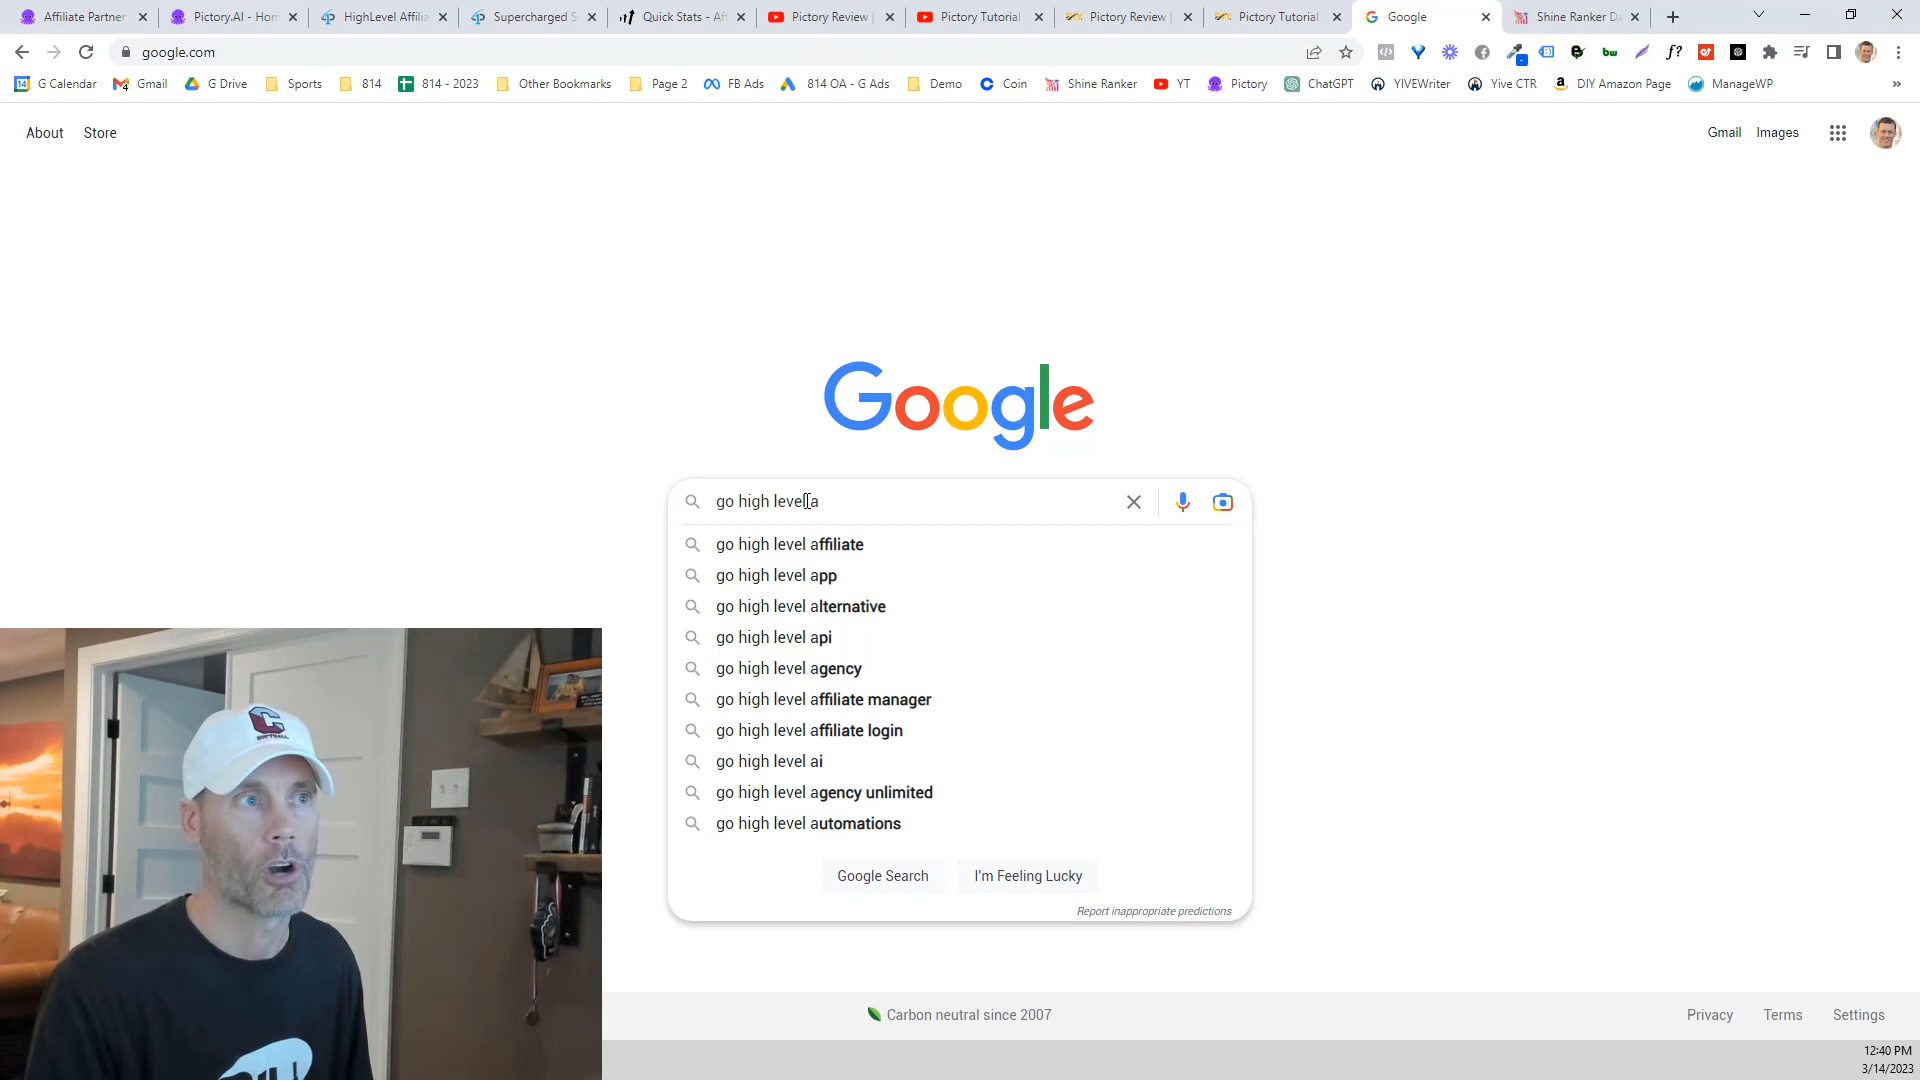 Affiliate Partner
Pictory.AI - Hom
HighLevel Affilia
Supercharged S
Quick Stats - Aff
Pictory Review |
Pictory Tutorial
Pictory Review |
Pictory Tutorial
Google
Shine Ranker Da
google.com
G Calendar
Gmail
G Drive
Sports
814
814 - 2023
Other Bookmarks
Page 2
FB Ads
814 OA - G Ads
Demo
Coin
Shine Ranker
YT
Pictory
ChatGPT
YIVEWriter
Yive CTR
DIY Amazon Page
ManageWP
About
Store
Gmail
Images
Google
go high level a
go high level affiliate
go high level app
go high level alternative
go high level api
go high level agency
go high level affiliate manager
go high level affiliate login
go high level ai
go high level agency unlimited
go high level automations
Google Search
I'm Feeling Lucky
Report inappropriate predictions
C
SOFTBALL
Carbon neutral since 2007
Privacy
Terms
Settings
12:40 PM
3/14/2023